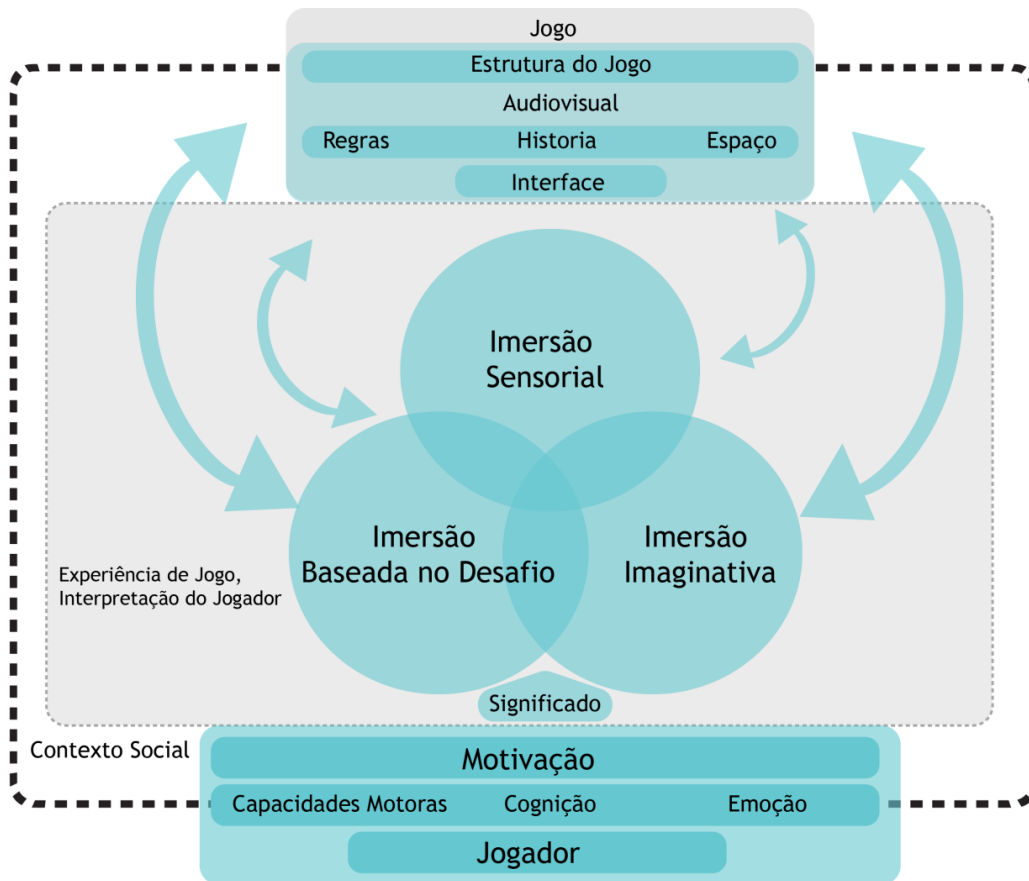 Jogo
Estrutura do Jogo
Audiovisual
Regras Historia Espaço
Interface
Imersão
Sensorial
Imersão
Baseada no Desafio
Imersão
Imaginativa
Experiência de Jogo,
Interpretação do Jogador
Significado
Contexto Social
Motivação
Capacidades Motoras Cognição Emoção
Jogador